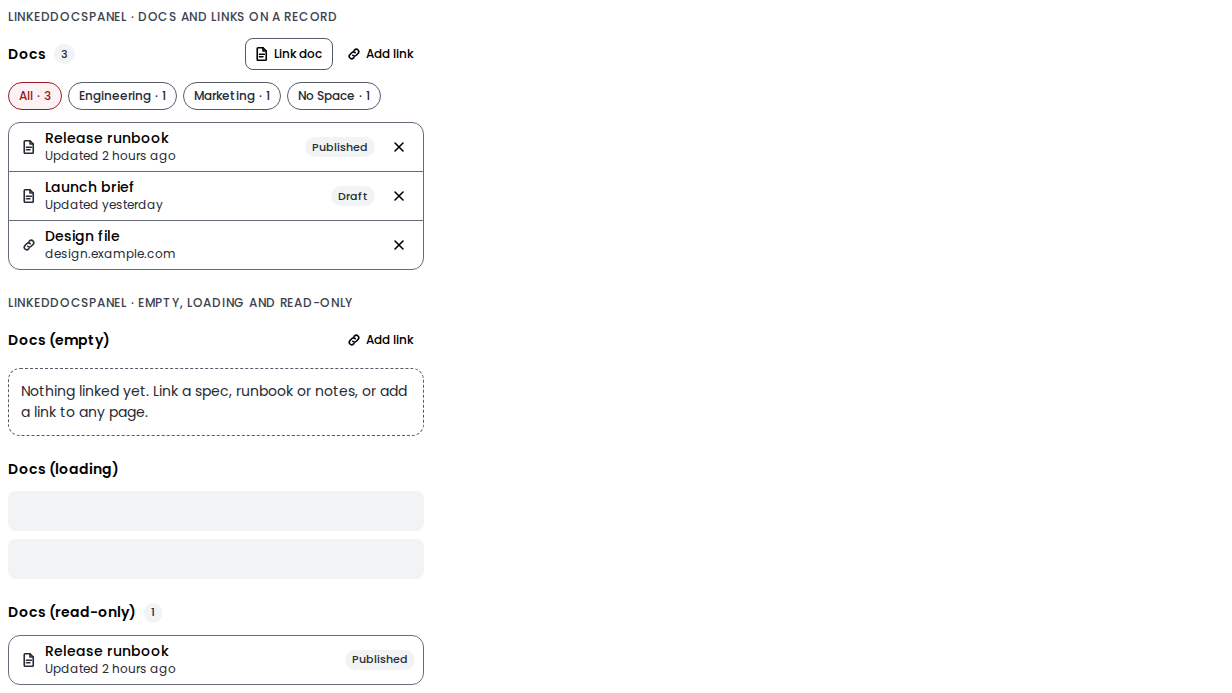 LINKEDDOCSPANEL · DOCS AND LINKS ON A RECORD
Docs 3 Link doc Add link
All · 3 Engineering · 1 Marketing · 1 No Space · 1
Release runbook
Updated 2 hours ago
Published
Launch brief
Updated yesterday
Draft
Design file
design.example.com
LINKEDDOCSPANEL · EMPTY, LOADING AND READ-ONLY
Docs (empty) Add link
Nothing linked yet. Link a spec, runbook or notes, or add
a link to any page.
Docs (loading)
Docs (read-only) 1
Release runbook
Updated 2 hours ago
Published